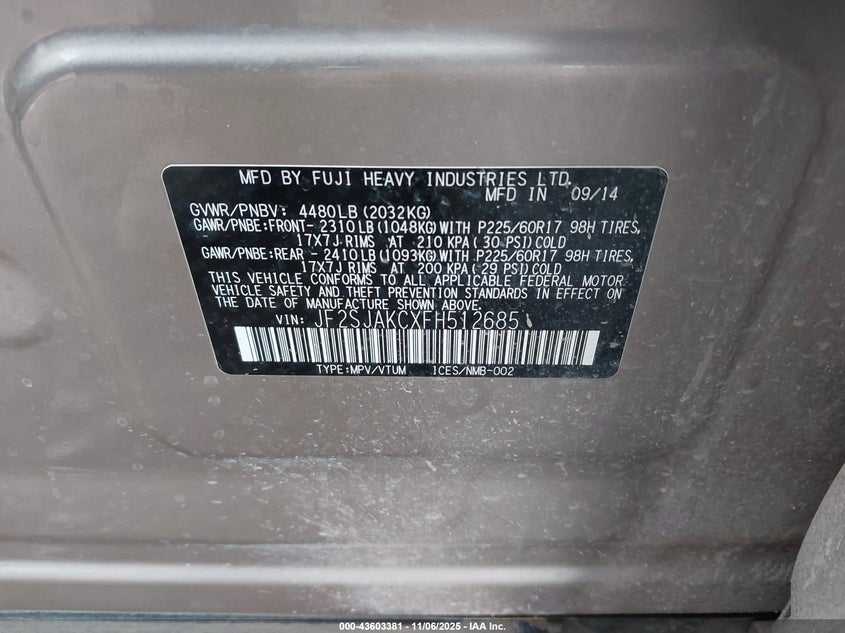 MFD BY FUJI HEAVY INDUSTRIES LTD.
MFD IN 09/14
GVWR/PNBV: 4480LB(2032KG)
GAWR/PNBE:FRONT- 2310LB(1048KG)WITH P225/60R17 98H TIRES,
17X7J RIMS AT 210 KPA(30 PSI)COLD
GAWR/PNBE:REAR - 2410LB(1093KG)WITH P225/60R17 98H TIRES,
17X7J RIMS AT 200 KPA(29 PSI)COLD
THIS VEHICLE CONFORMS TO ALL APPLICABLE FEDERAL MOTOR
VEHICLE SAFETY AND THEFT PREVENTION STANDARDS IN EFFECT ON
THE DATE OF MANUFACTURE SHOWN ABOVE.
VIN: JF2SJAKCXFH512685
TYPE:MPV/VTUM ICES/NMB-002
000-43603381 - 11/06/2025 - IAA Inc.